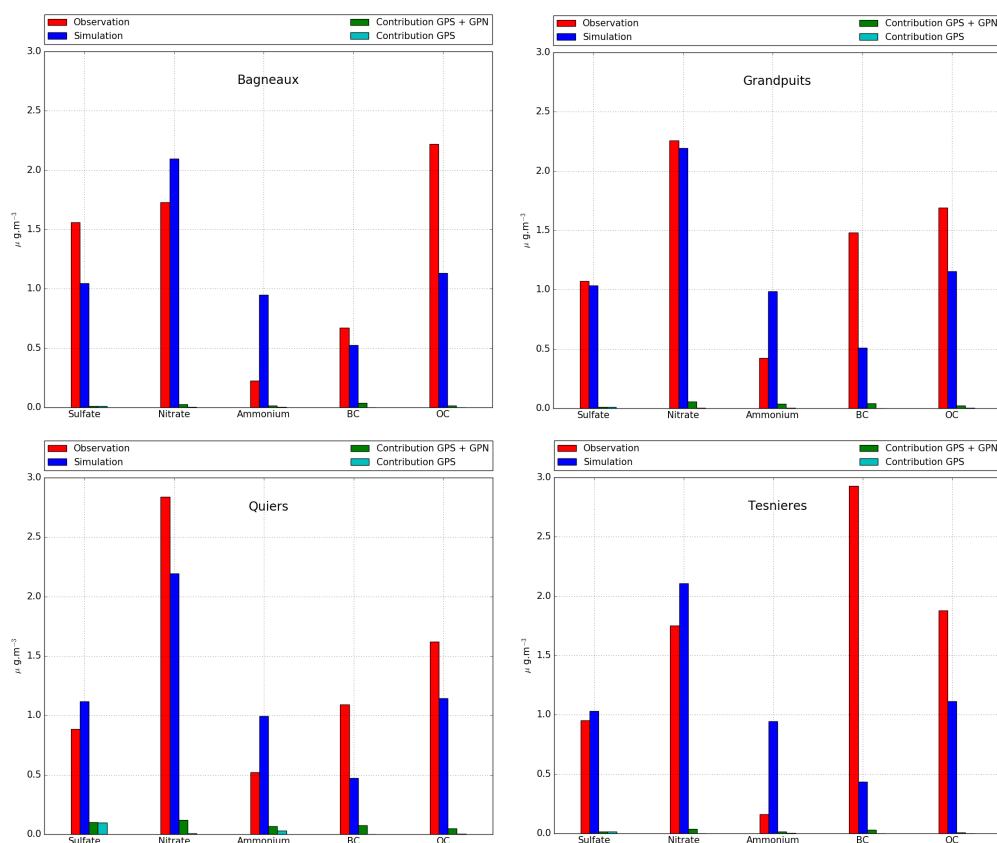 Observation
Simulation
Contribution GPS + GPN
Contribution GPS
Bagneaux
3.0
2.5
2.0
1.5
1.0
0.5
0.0
μ g.m⁻³
Sulfate Nitrate Ammonium BC OC
Observation
Simulation
Contribution GPS + GPN
Contribution GPS
Grandpuits
3.0
2.5
2.0
1.5
1.0
0.5
0.0
μ g.m⁻³
Sulfate Nitrate Ammonium BC OC
Observation
Simulation
Contribution GPS + GPN
Contribution GPS
Quiers
3.0
2.5
2.0
1.5
1.0
0.5
0.0
μ g.m⁻³
Sulfate Nitrate Ammonium BC OC
Observation
Simulation
Contribution GPS + GPN
Contribution GPS
Tesnieres
3.0
2.5
2.0
1.5
1.0
0.5
0.0
μ g.m⁻³
Sulfate Nitrate Ammonium BC OC